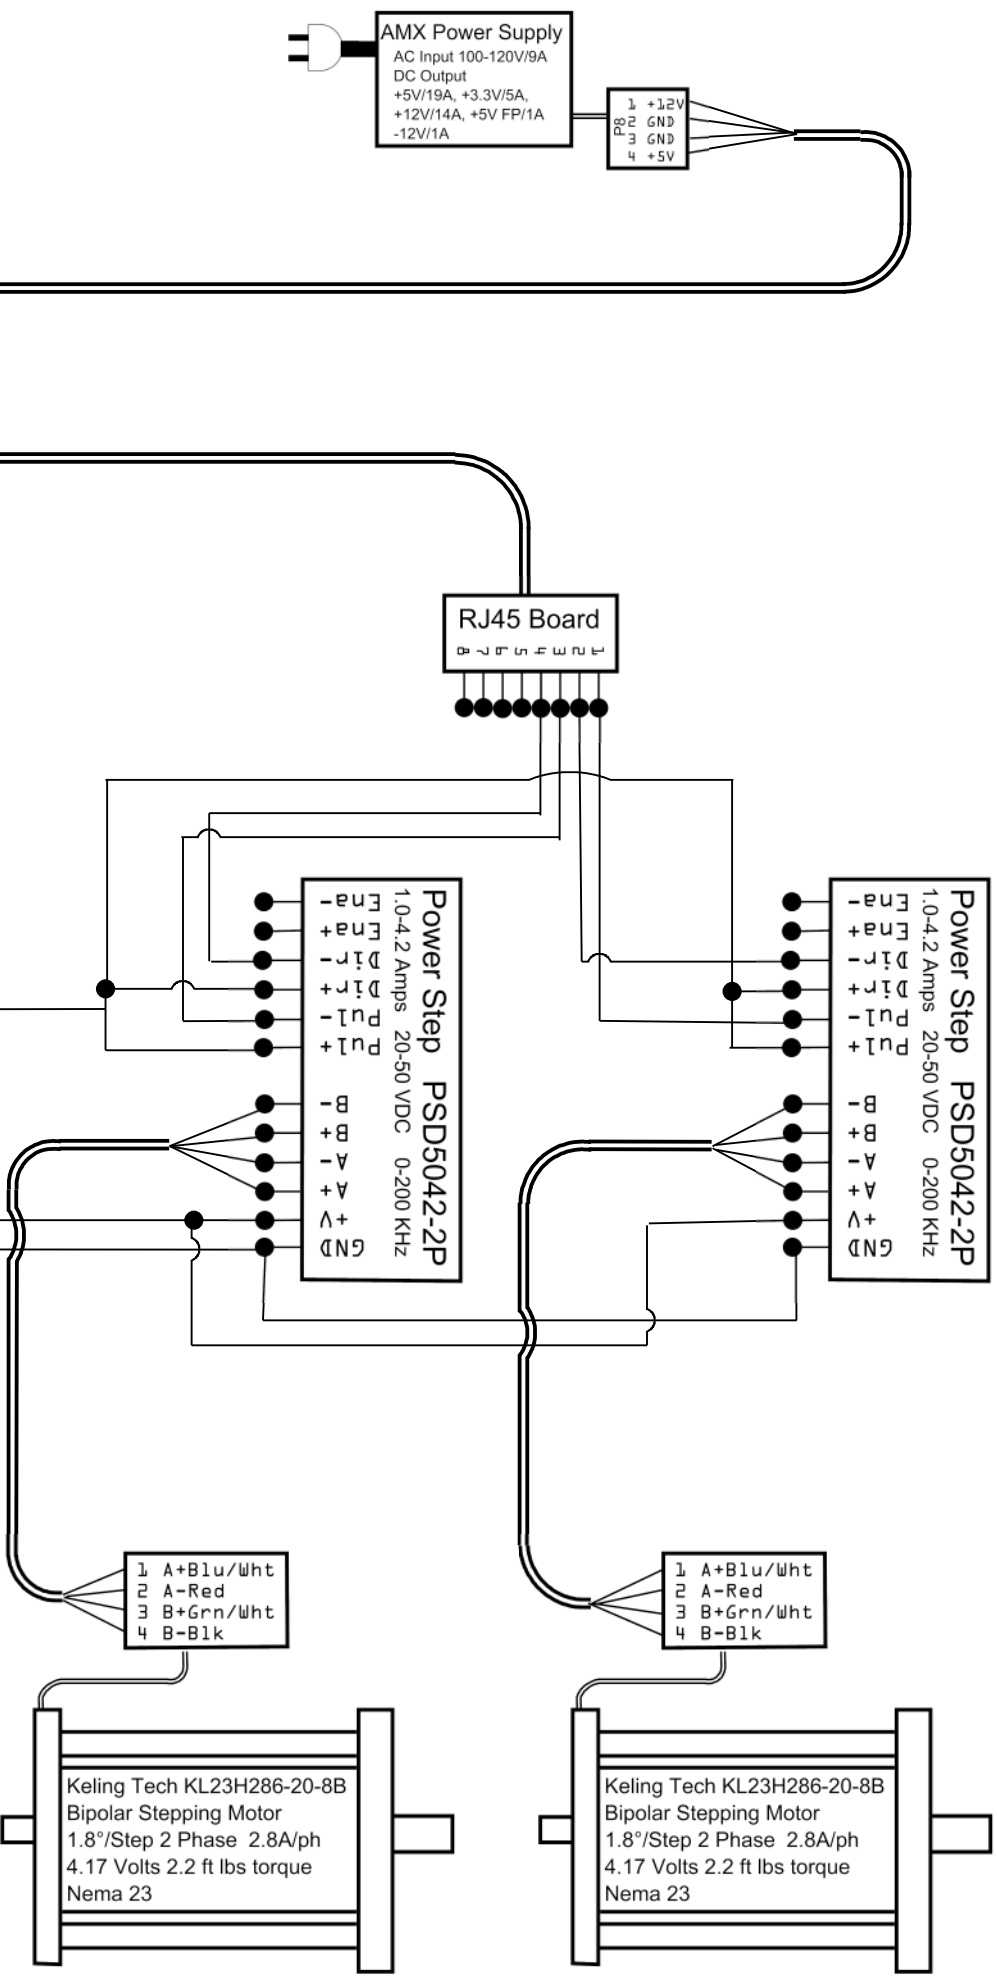 AMX Power Supply
AC Input 100-120V/9A
DC Output
+5V/19A, +3.3V/5A,
+12V/14A, +5V FP/1A
-12V/1A
P8
1 +12V
2 GND
3 GND
4 +5V
RJ45 Board
8 7 6 5 4 3 2 1
Ena-
Ena+
Dir-
Dir+
Pul-
Pul+
B-
B+
A-
A+
+V
GND
Power Step PSD5042-2P
1.0-4.2 Amps 20-50 VDC 0-200 KHz
Ena-
Ena+
Dir-
Dir+
Pul-
Pul+
B-
B+
A-
A+
+V
GND
Power Step PSD5042-2P
1.0-4.2 Amps 20-50 VDC 0-200 KHz
1 A+Blu/Wht
2 A-Red
3 B+Grn/Wht
4 B-Blk
1 A+Blu/Wht
2 A-Red
3 B+Grn/Wht
4 B-Blk
Keling Tech KL23H286-20-8B
Bipolar Stepping Motor
1.8°/Step 2 Phase 2.8A/ph
4.17 Volts 2.2 ft lbs torque
Nema 23
Keling Tech KL23H286-20-8B
Bipolar Stepping Motor
1.8°/Step 2 Phase 2.8A/ph
4.17 Volts 2.2 ft lbs torque
Nema 23